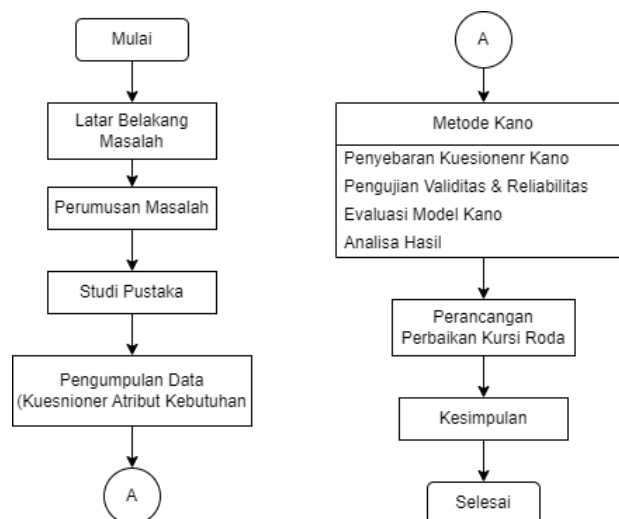 Mulai
Latar Belakang
Masalah
Perumusan Masalah
Studi Pustaka
Pengumpulan Data
(Kuesnioner Atribut Kebutuhan
A
A
Metode Kano
Penyebaran Kuesionenr Kano
Pengujian Validitas & Reliabilitas
Evaluasi Model Kano
Analisa Hasil
Perancangan
Perbaikan Kursi Roda
Kesimpulan
Selesai